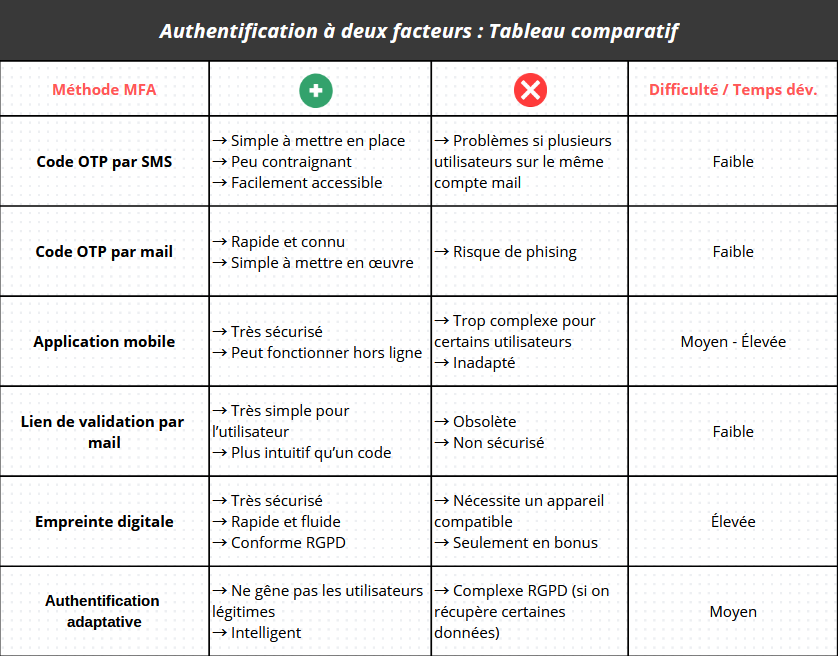 Authentification à deux facteurs : Tableau comparatif
Méthode MFA
Difficulté / Temps dév.
Code OTP par SMS
→ Simple à mettre en place
→ Peu contraignant
→ Facilement accessible
→ Problèmes si plusieurs
utilisateurs sur le même
compte mail
Faible
Code OTP par mail
→ Rapide et connu
→ Simple à mettre en œuvre
→ Risque de phising
Faible
Application mobile
→ Très sécurisé
→ Peut fonctionner hors ligne
→ Trop complexe pour
certains utilisateurs
→ Inadapté
Moyen - Élevée
Lien de validation par
mail
→ Très simple pour
l’utilisateur
→ Plus intuitif qu’un code
→ Obsolète
→ Non sécurisé
Faible
Empreinte digitale
→ Très sécurisé
→ Rapide et fluide
→ Conforme RGPD
→ Nécessite un appareil
compatible
→ Seulement en bonus
Élevée
Authentification
adaptative
→ Ne gêne pas les utilisateurs
légitimes
→ Intelligent
→ Complexe RGPD (si on
récupère certaines
données)
Moyen